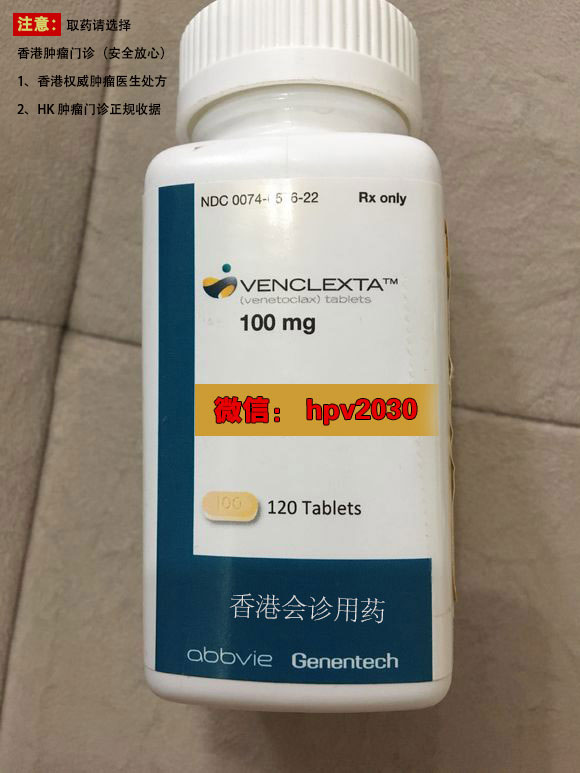 注意： 取药请选择
香港肿瘤门诊（安全放心）
1、香港权威肿瘤医生处方
2、HK 肿瘤门诊正规收据
Rx only
VENCLEXTA™
(venetoclax) tablets
100 mg
微信： hpv2030
100
120 Tablets
香港会诊用药
abbvie Genentech